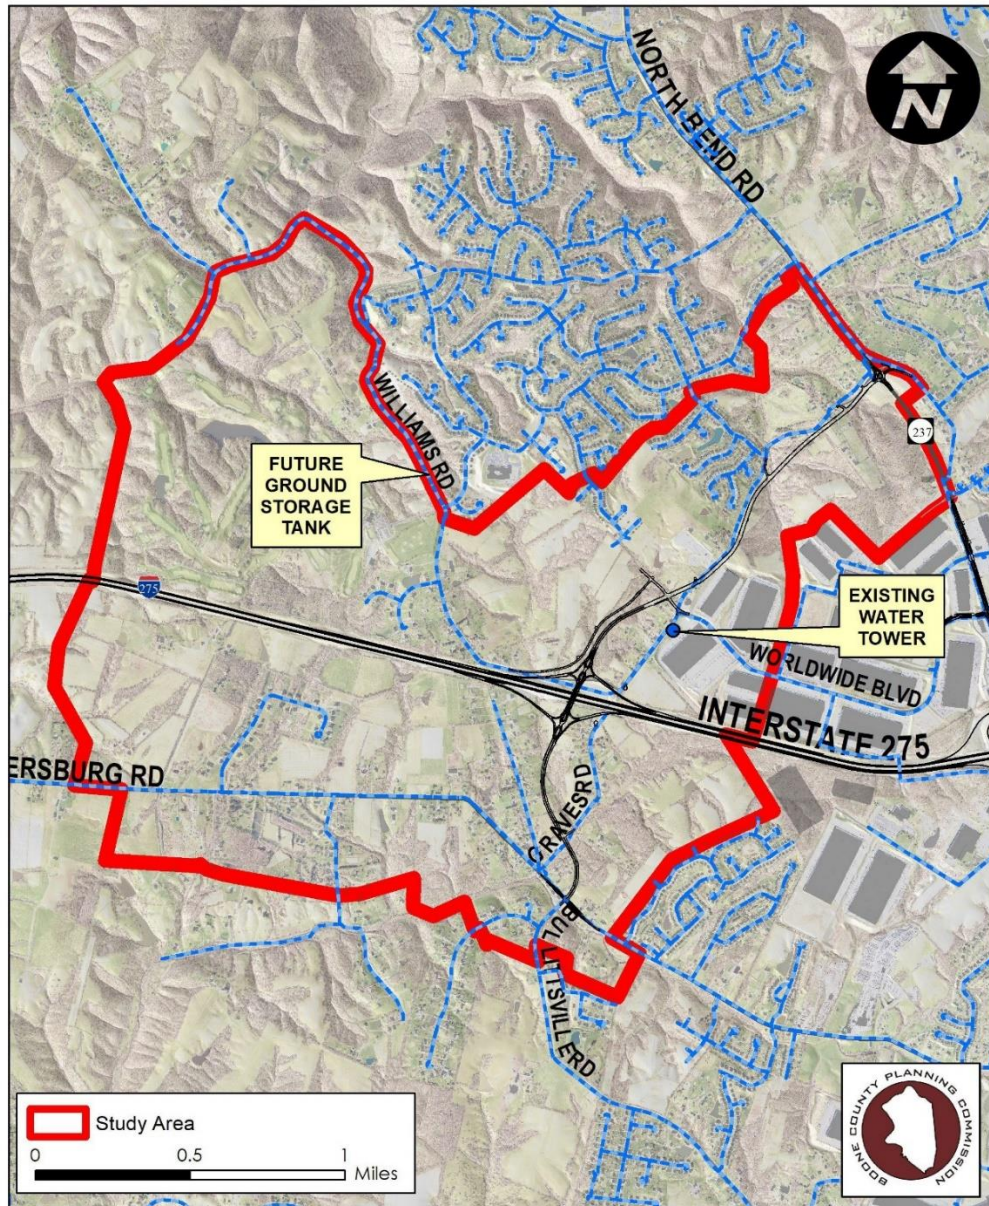 NORTH BEND RD
N
237
WILLIAMS RD
FUTURE
GROUND
STORAGE
TANK
275
EXISTING
WATER
TOWER
WORLDWIDE BLVD
INTERSTATE 275
ERSBURG RD
GRAVES RD
BULLITTSVILLE RD
Study Area
0 0.5 1
Miles
BOONE COUNTY PLANNING COMMISSION